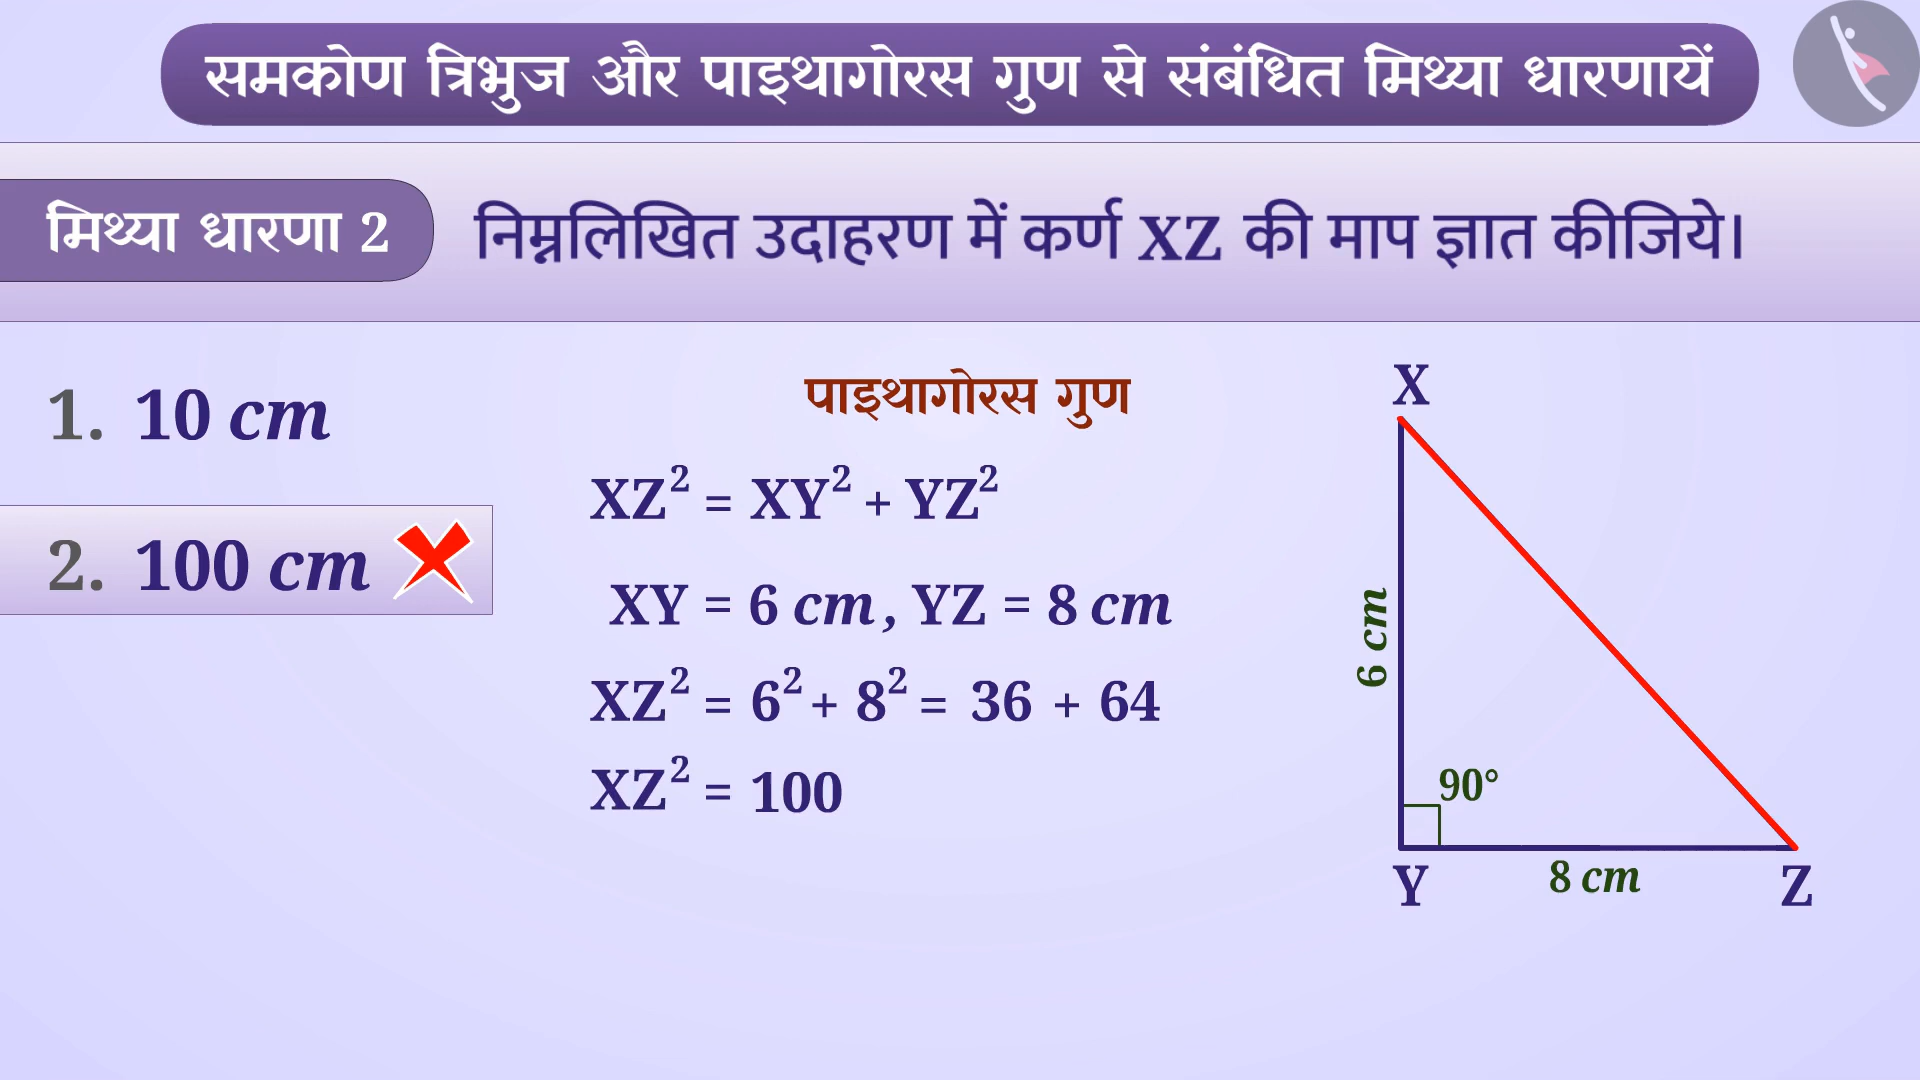 समकोण त्रिभुज और पाइथागोरस गुण से संबंधित मिथ्या धारणायें
मिथ्या धारणा 2
निम्नलिखित उदाहरण में कर्ण XZ की माप ज्ञात कीजिये।
1. 10 cm
2. 100 cm
पाइथागोरस गुण
XZ² = XY² + YZ²
XY = 6 cm, YZ = 8 cm
XZ² = 6² + 8² = 36 + 64
XZ² = 100
X
6 cm
90°
Y
8 cm
Z